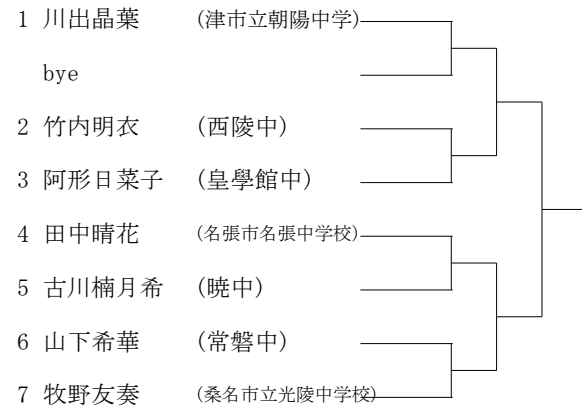 1 川出晶葉 (津市立朝陽中学)
bye
2 竹内明衣 (西陵中)
3 阿形日菜子 (皇學館中)
4 田中晴花 (名張市名張中学校)
5 古川楠月希 (暁中)
6 山下希華 (常磐中)
7 牧野友奏 (桑名市立光陵中学校)